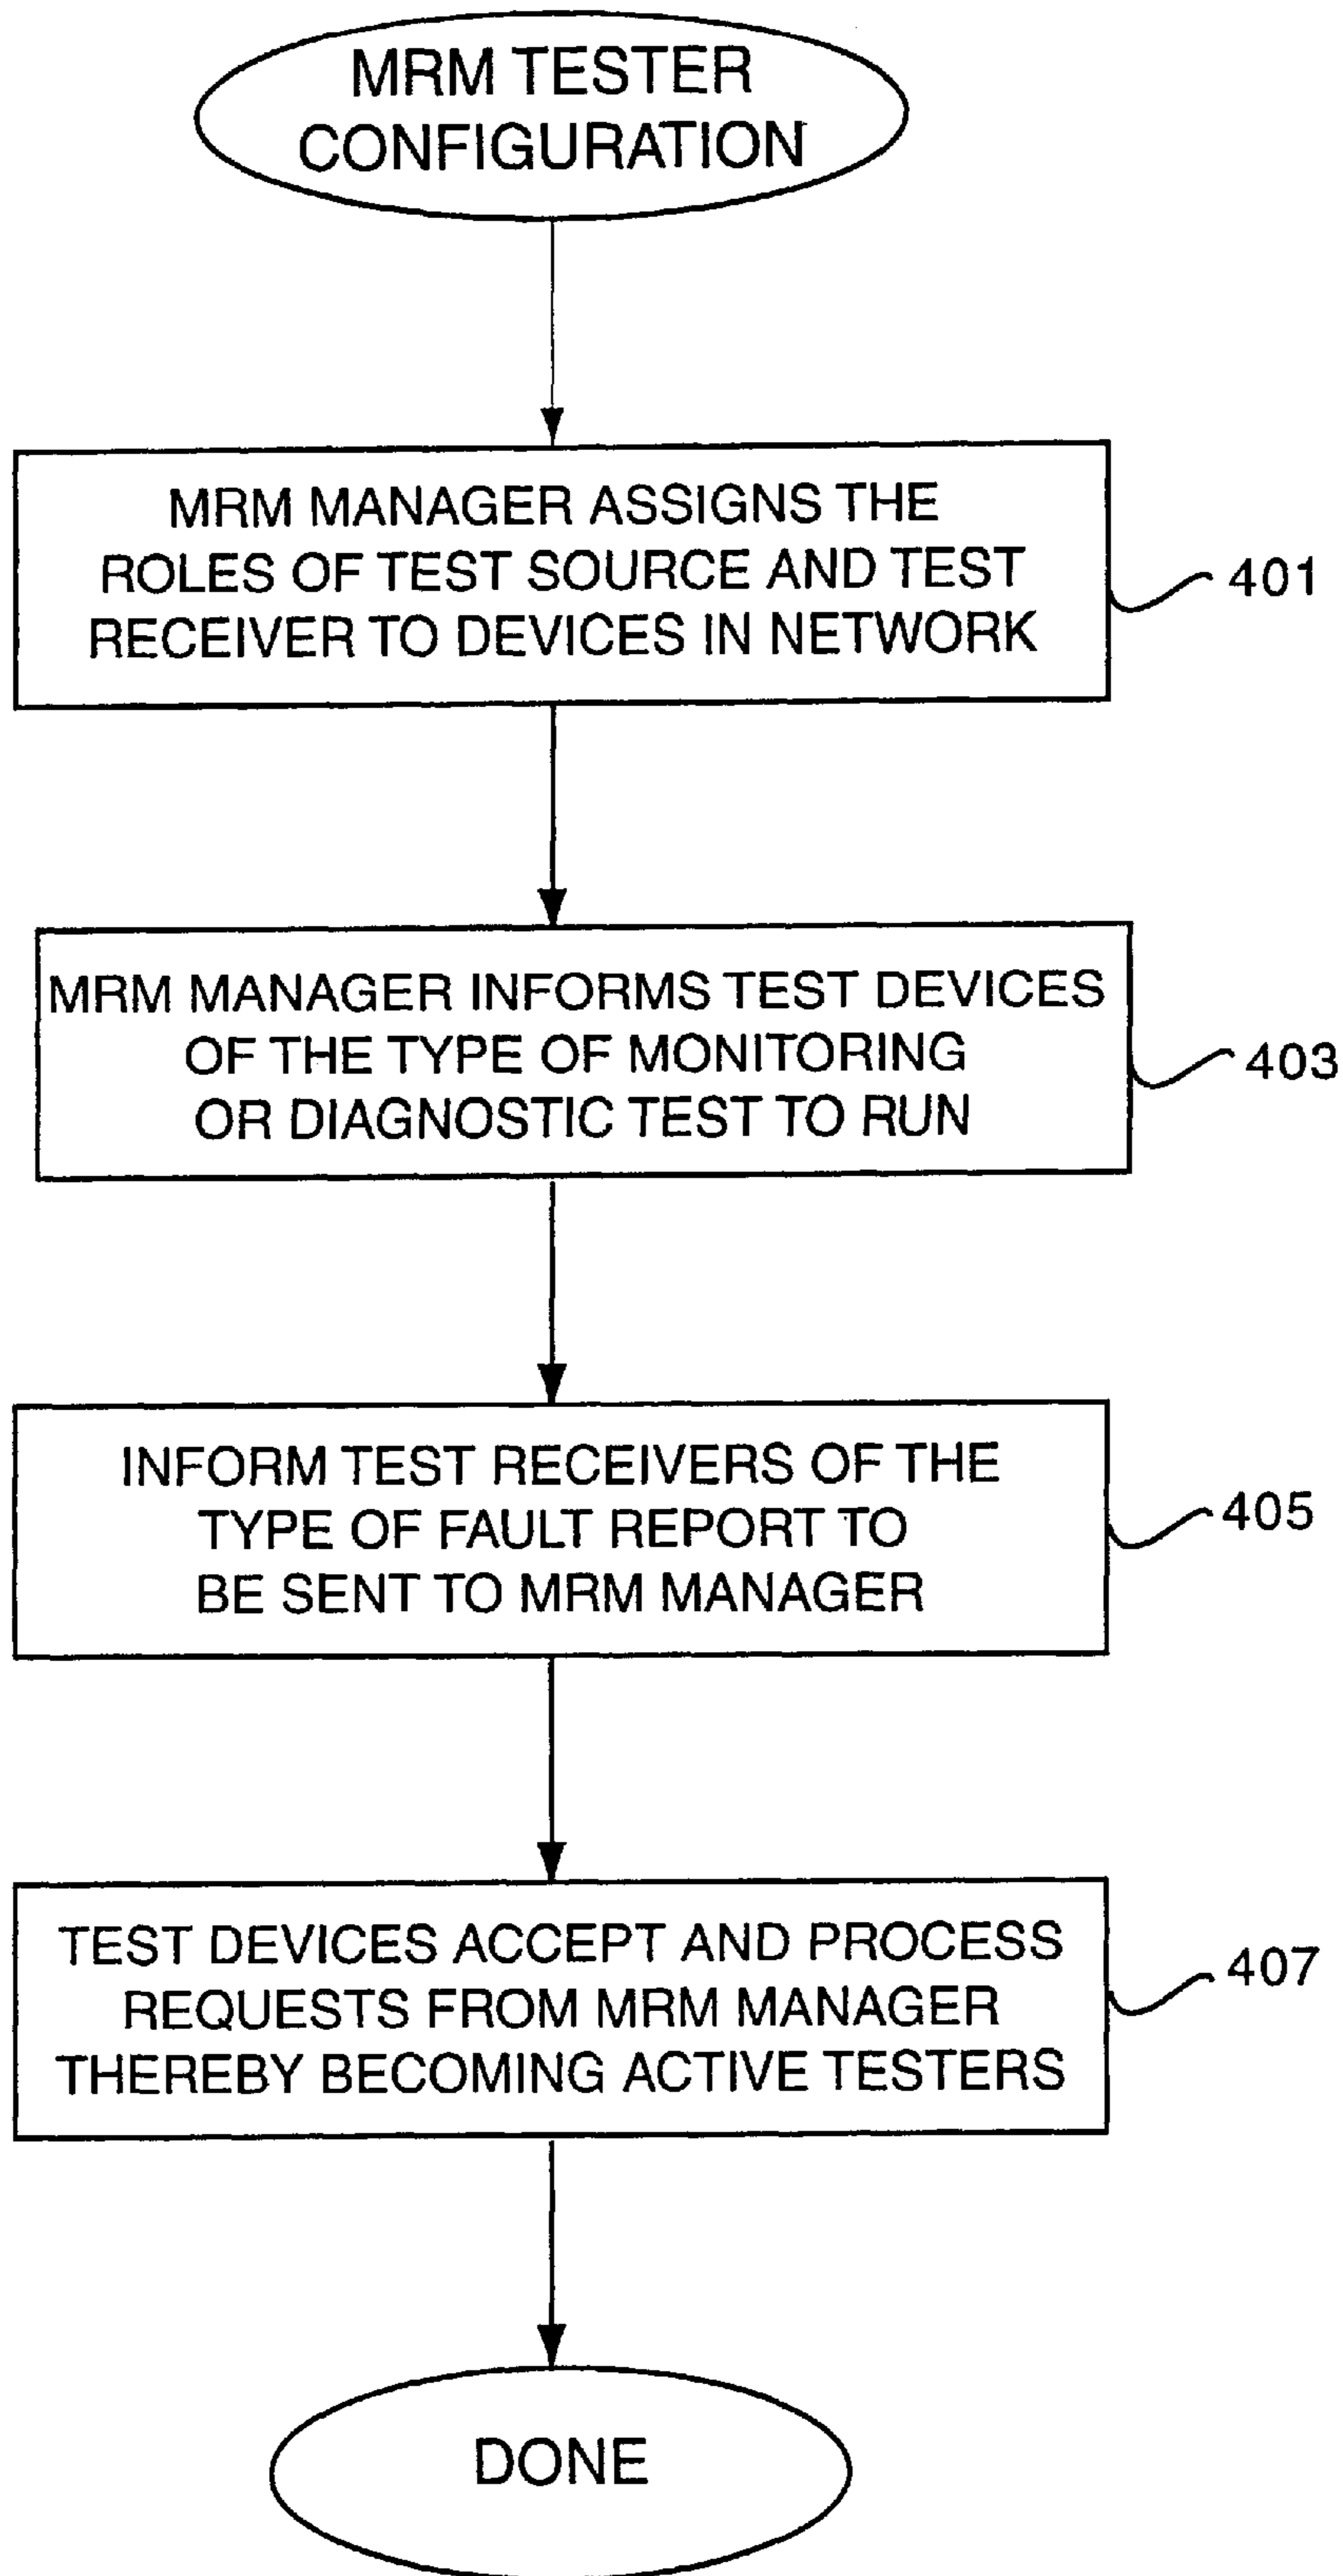 MRM TESTER
CONFIGURATION
MRM MANAGER ASSIGNS THE
ROLES OF TEST SOURCE AND TEST
RECEIVER TO DEVICES IN NETWORK
401
MRM MANAGER INFORMS TEST DEVICES
OF THE TYPE OF MONITORING
OR DIAGNOSTIC TEST TO RUN
403
INFORM TEST RECEIVERS OF THE
TYPE OF FAULT REPORT TO
BE SENT TO MRM MANAGER
405
TEST DEVICES ACCEPT AND PROCESS
REQUESTS FROM MRM MANAGER
THEREBY BECOMING ACTIVE TESTERS
407
DONE